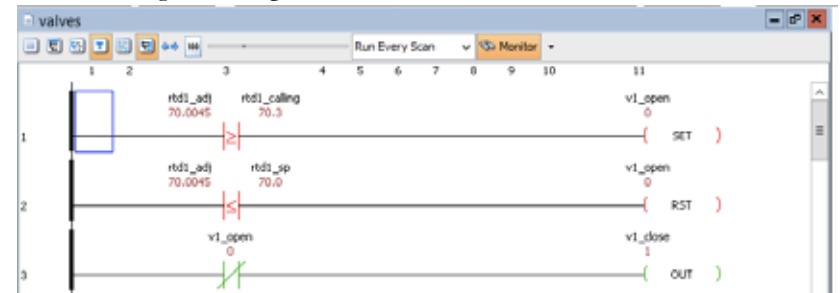 valves
Run Every Scan Monitor
1 2 3 4 5 6 7 8 9 10 11
rtd1_adj rtd1_calling v1_open
70.0045 70.3 0
1 ≥ SET
rtd1_adj rtd1_sp v1_open
70.0045 70.0 0
2 ≤ RST
v1_open v1_close
0 1
3 OUT